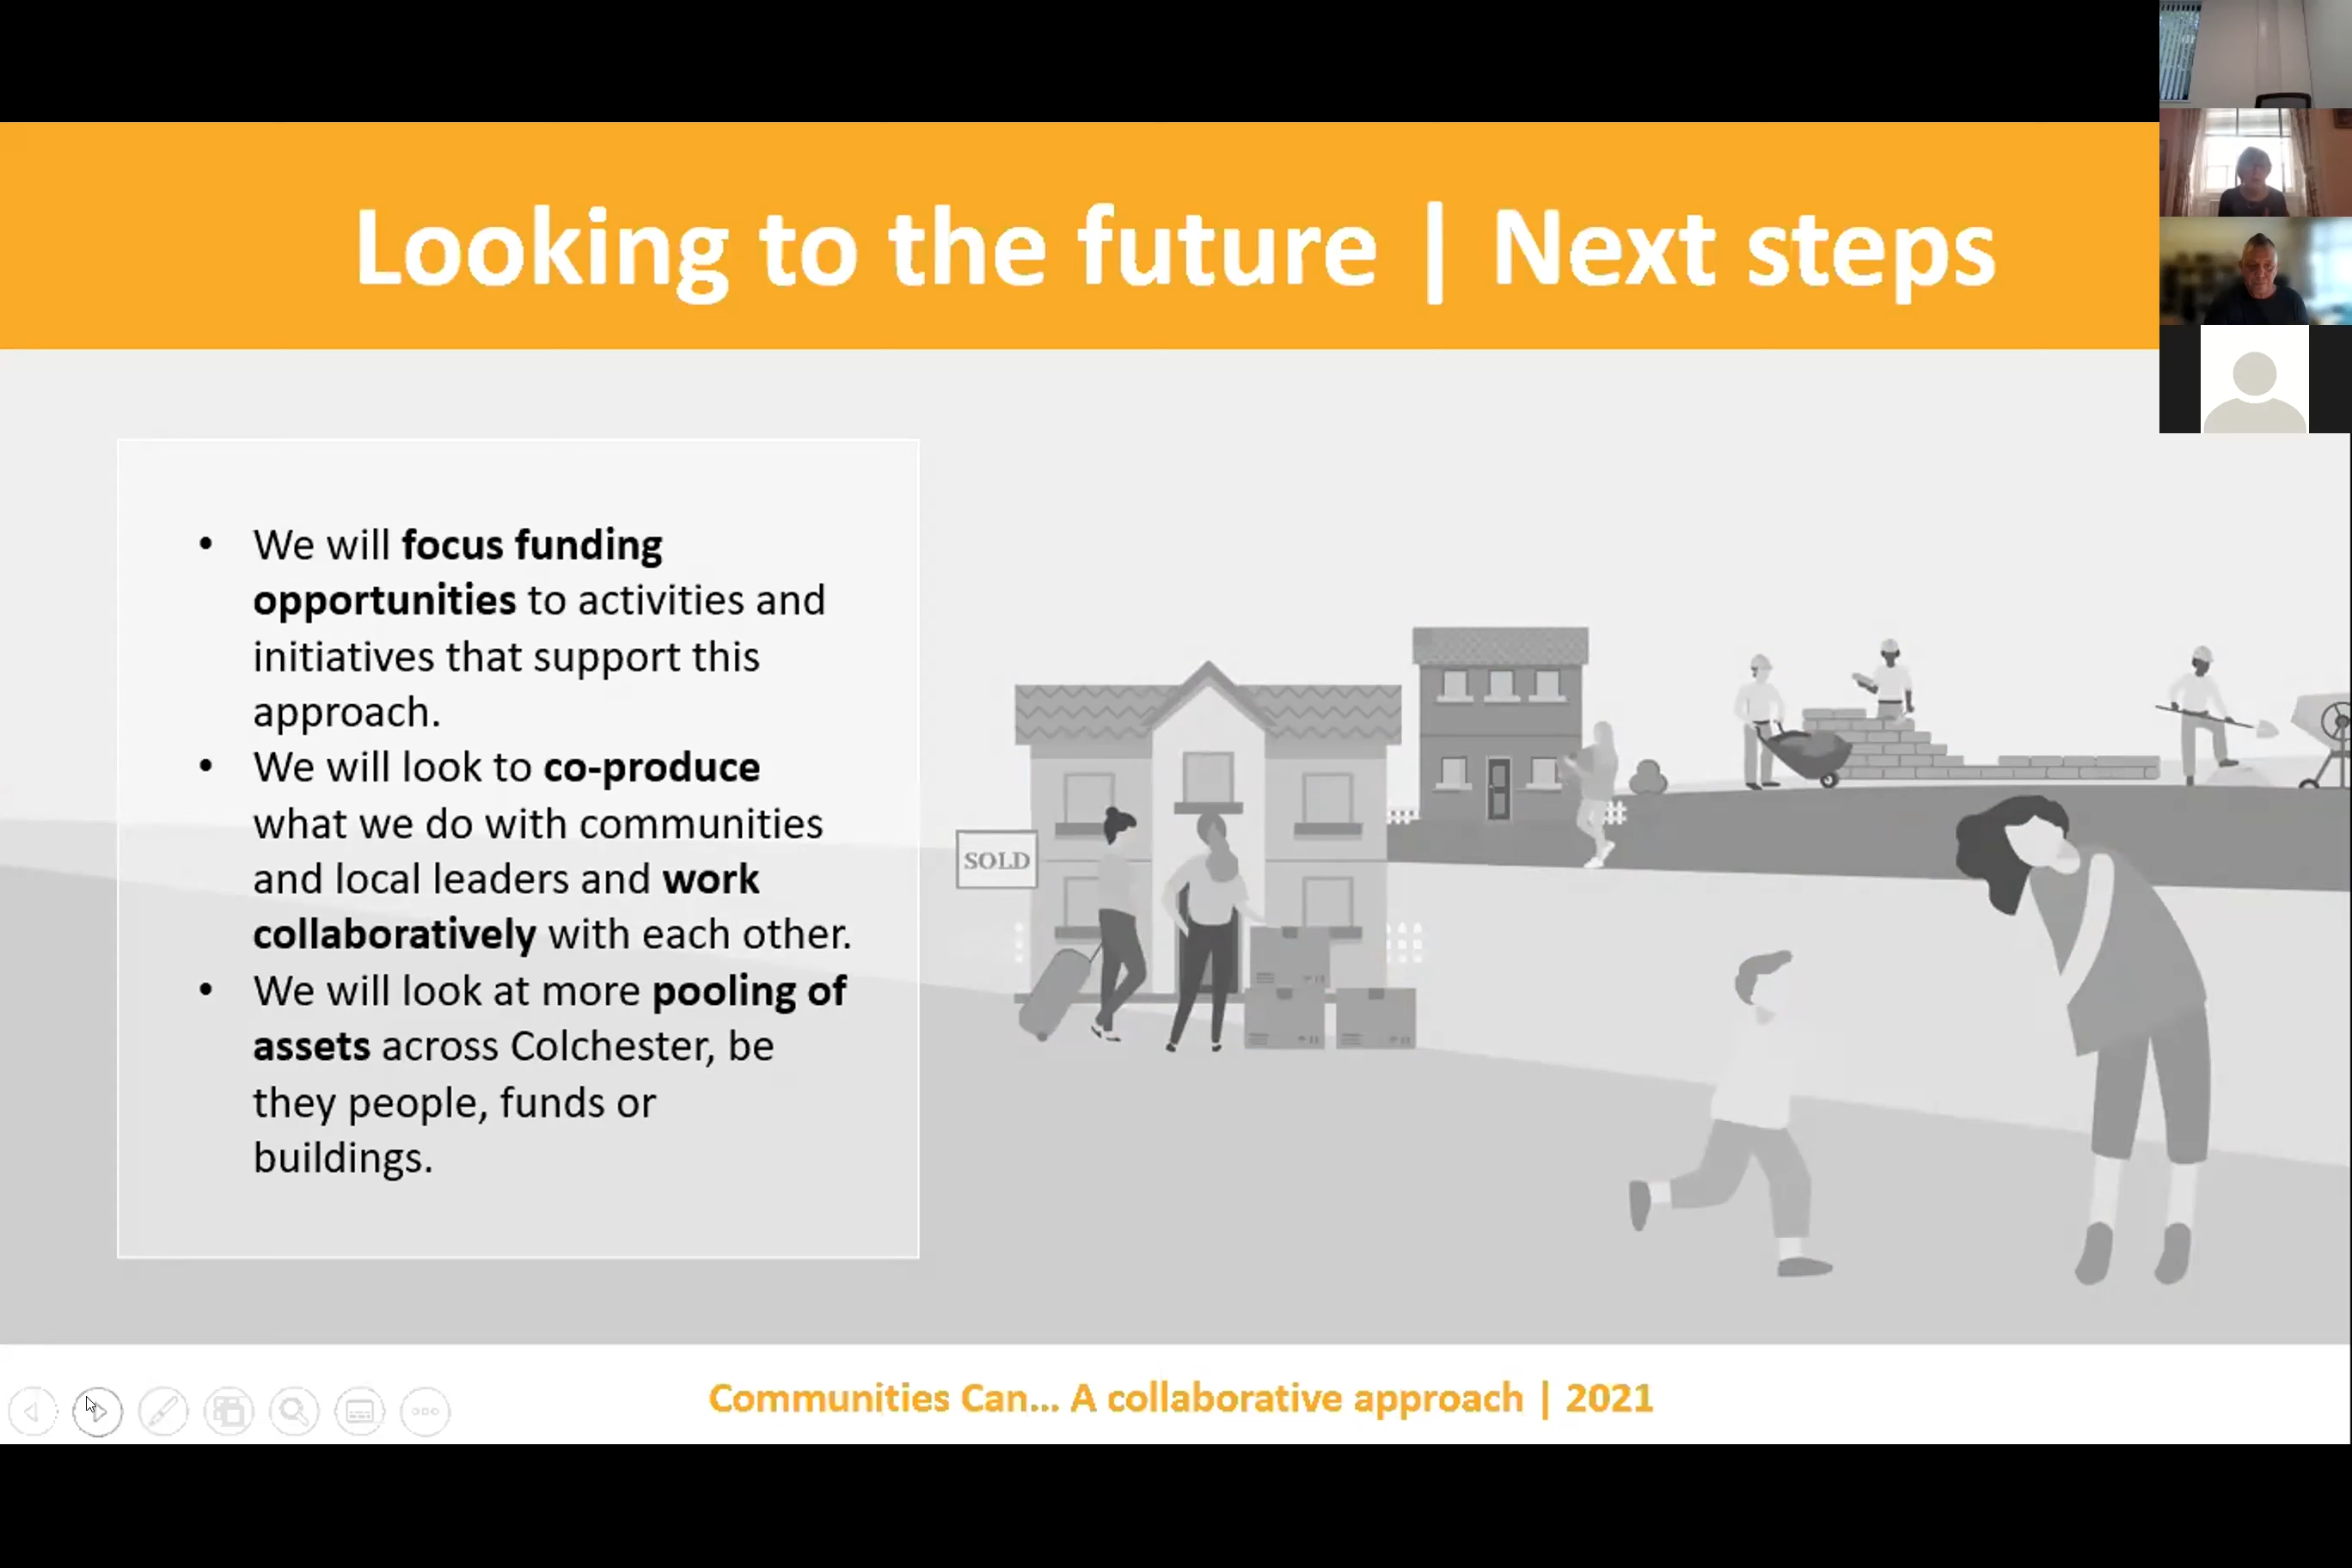 Looking to the future | Next steps
• We will focus funding
opportunities to activities and
initiatives that support this
approach.
• We will look to co-produce
what we do with communities
and local leaders and work
collaboratively with each other.
• We will look at more pooling of
assets across Colchester, be
they people, funds or
buildings.
SOLD
Communities Can... A collaborative approach | 2021